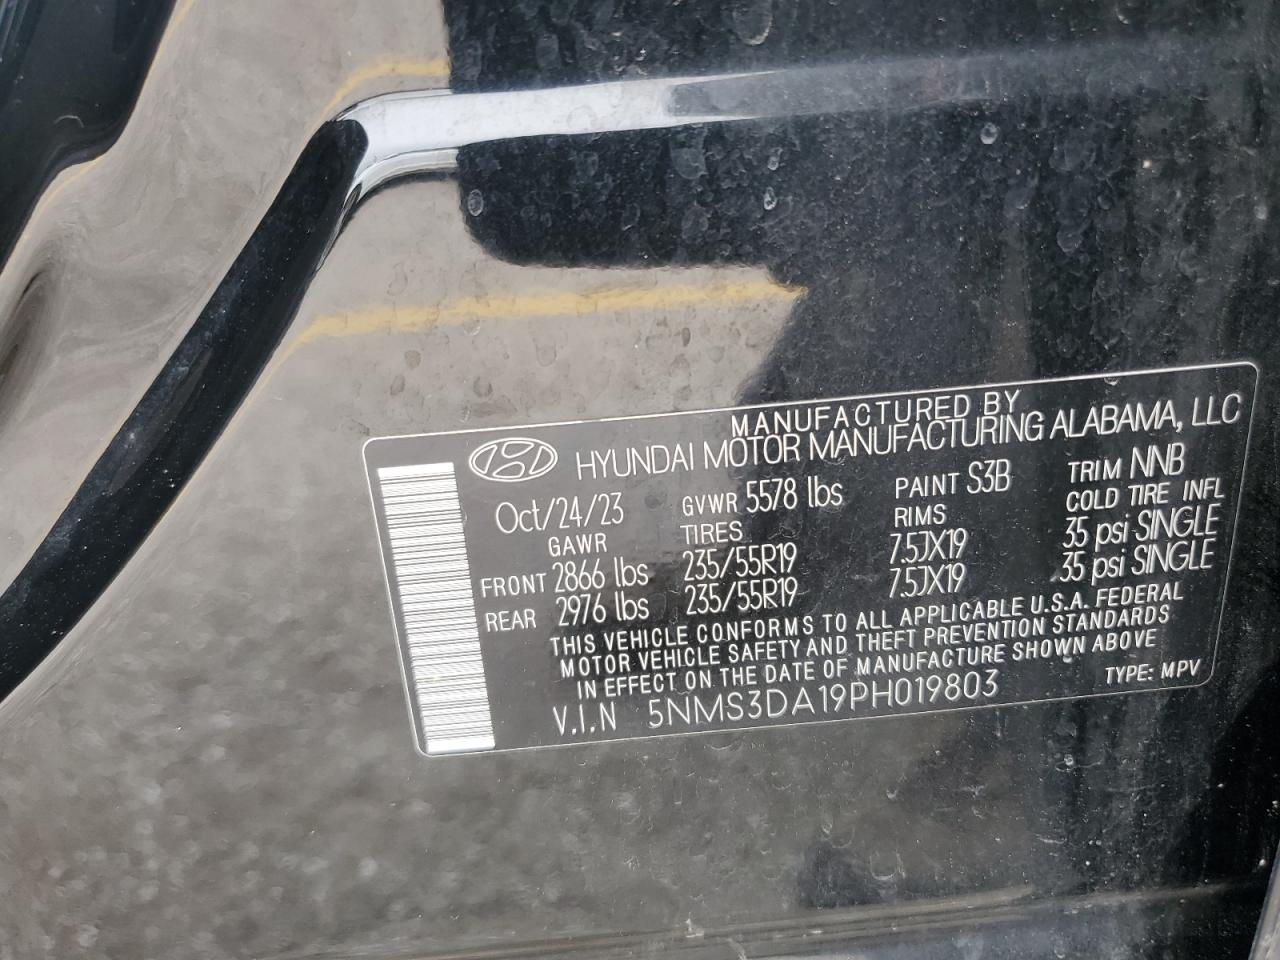 MANUFACTURED BY
HYUNDAI MOTOR MANUFACTURING ALABAMA, LLC
Oct/24/23 GVWR 5578 lbs PAINT S3B TRIM NNB
GAWR TIRES RIMS COLD TIRE INFL
FRONT 2866 lbs 235/55R19 7.5JX19 35 psi SINGLE
REAR 2976 lbs 235/55R19 7.5JX19 35 psi SINGLE
THIS VEHICLE CONFORMS TO ALL APPLICABLE U.S.A. FEDERAL
MOTOR VEHICLE SAFETY AND THEFT PREVENTION STANDARDS
IN EFFECT ON THE DATE OF MANUFACTURE SHOWN ABOVE
V.I.N 5NMS3DA19PH019803 TYPE: MPV